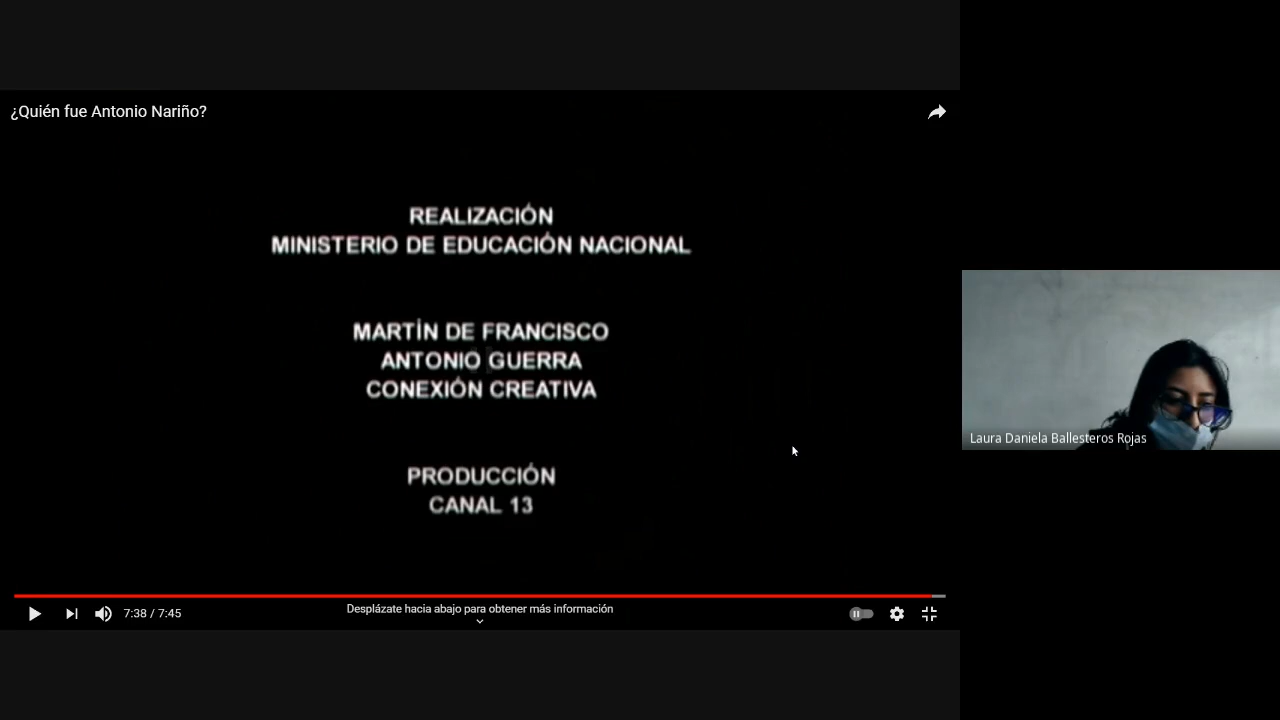 ¿Quién fue Antonio Nariño?
REALIZACIÓN
MINISTERIO DE EDUCACIÓN NACIONAL
MARTÍN DE FRANCISCO
ANTONIO GUERRA
CONEXIÓN CREATIVA
PRODUCCIÓN
CANAL 13
7:38 / 7:45
Desplázate hacia abajo para obtener más información
Laura Daniela Ballesteros Rojas